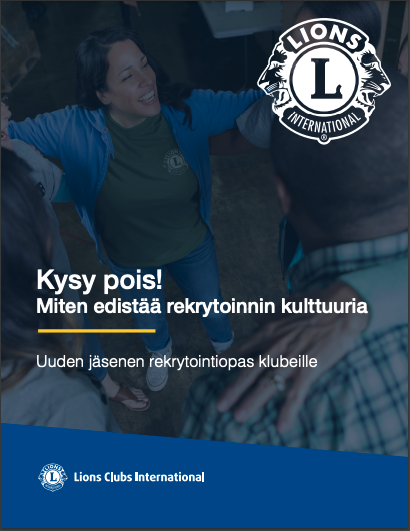 LIONS
L
INTERNATIONAL
®
Kysy pois!
Miten edistää rekrytoinnin kulttuuria
Uuden jäsenen rekrytointiopas klubeille
Lions Clubs International